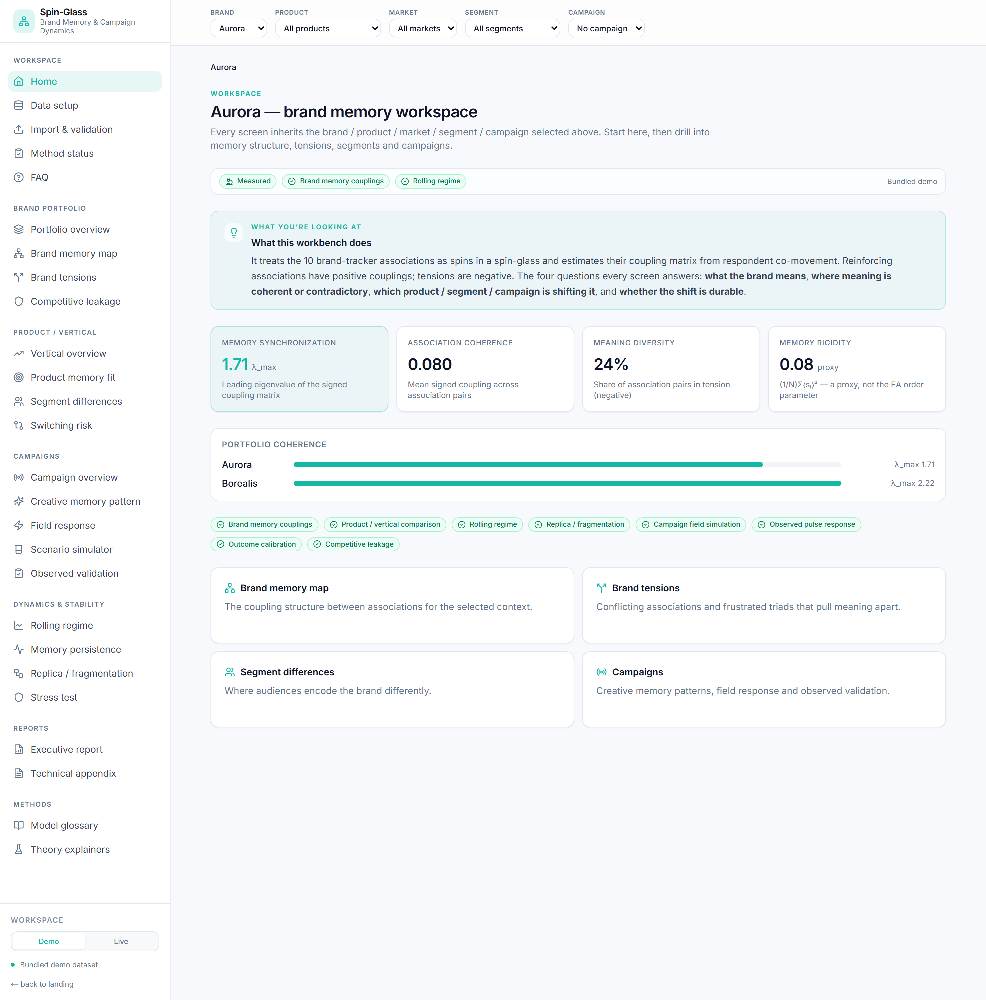 Spin-Glass
Brand Memory & Campaign
Dynamics
WORKSPACE
Home
Data setup
Import & validation
Method status
FAQ
BRAND PORTFOLIO
Portfolio overview
Brand memory map
Brand tensions
Competitive leakage
PRODUCT / VERTICAL
Vertical overview
Product memory fit
Segment differences
Switching risk
CAMPAIGNS
Campaign overview
Creative memory pattern
Field response
Scenario simulator
Observed validation
DYNAMICS & STABILITY
Rolling regime
Memory persistence
Replica / fragmentation
Stress test
REPORTS
Executive report
Technical appendix
METHODS
Model glossary
Theory explainers
WORKSPACE
Demo Live
Bundled demo dataset
← back to landing
BRAND PRODUCT MARKET SEGMENT CAMPAIGN
Aurora All products All markets All segments No campaign
Aurora
WORKSPACE
Aurora — brand memory workspace
Every screen inherits the brand / product / market / segment / campaign selected above. Start here, then drill into
memory structure, tensions, segments and campaigns.
Measured Brand memory couplings Rolling regime Bundled demo
WHAT YOU'RE LOOKING AT
What this workbench does
It treats the 10 brand-tracker associations as spins in a spin-glass and estimates their coupling matrix from respondent co-movement. Reinforcing
associations have positive couplings; tensions are negative. The four questions every screen answers: what the brand means, where meaning is
coherent or contradictory, which product / segment / campaign is shifting it, and whether the shift is durable.
MEMORY SYNCHRONIZATION
1.71 λ_max
Leading eigenvalue of the signed
coupling matrix
ASSOCIATION COHERENCE
0.080
Mean signed coupling across
association pairs
MEANING DIVERSITY
24%
Share of association pairs in tension
(negative)
MEMORY RIGIDITY
0.08 proxy
(1/N)Σ⟨sᵢ⟩² — a proxy, not the EA order
parameter
PORTFOLIO COHERENCE
Aurora λ_max 1.71
Borealis λ_max 2.22
Brand memory couplings Product / vertical comparison Rolling regime Replica / fragmentation Campaign field simulation Observed pulse response
Outcome calibration Competitive leakage
Brand memory map
The coupling structure between associations for the selected context.
Brand tensions
Conflicting associations and frustrated triads that pull meaning apart.
Segment differences
Where audiences encode the brand differently.
Campaigns
Creative memory patterns, field response and observed validation.